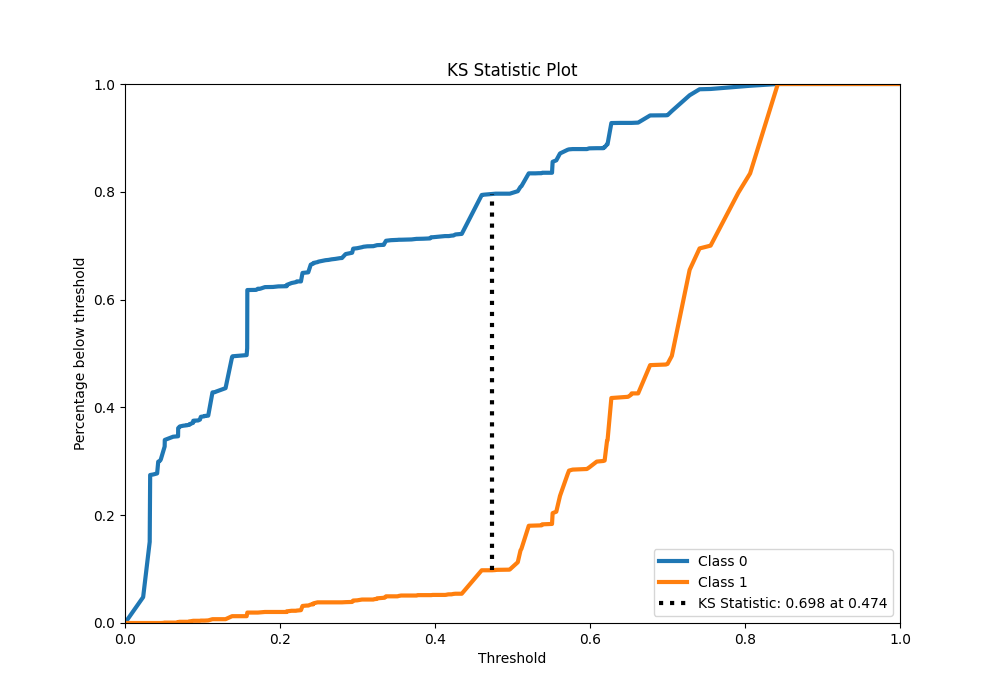 KS Statistic Plot
Percentage below threshold
1.0
0.8
0.6
0.4
0.2
0.0
0.0 0.2 0.4 0.6 0.8 1.0
Threshold
Class 0
Class 1
KS Statistic: 0.698 at 0.474